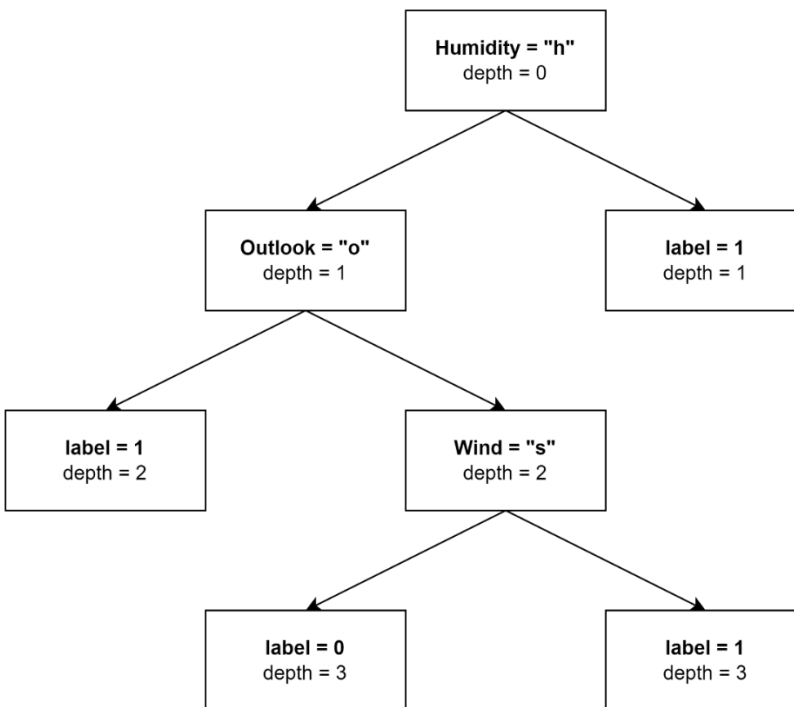 Humidity = "h"
depth = 0
Outlook = "o"
depth = 1
label = 1
depth = 1
label = 1
depth = 2
Wind = "s"
depth = 2
label = 0
depth = 3
label = 1
depth = 3